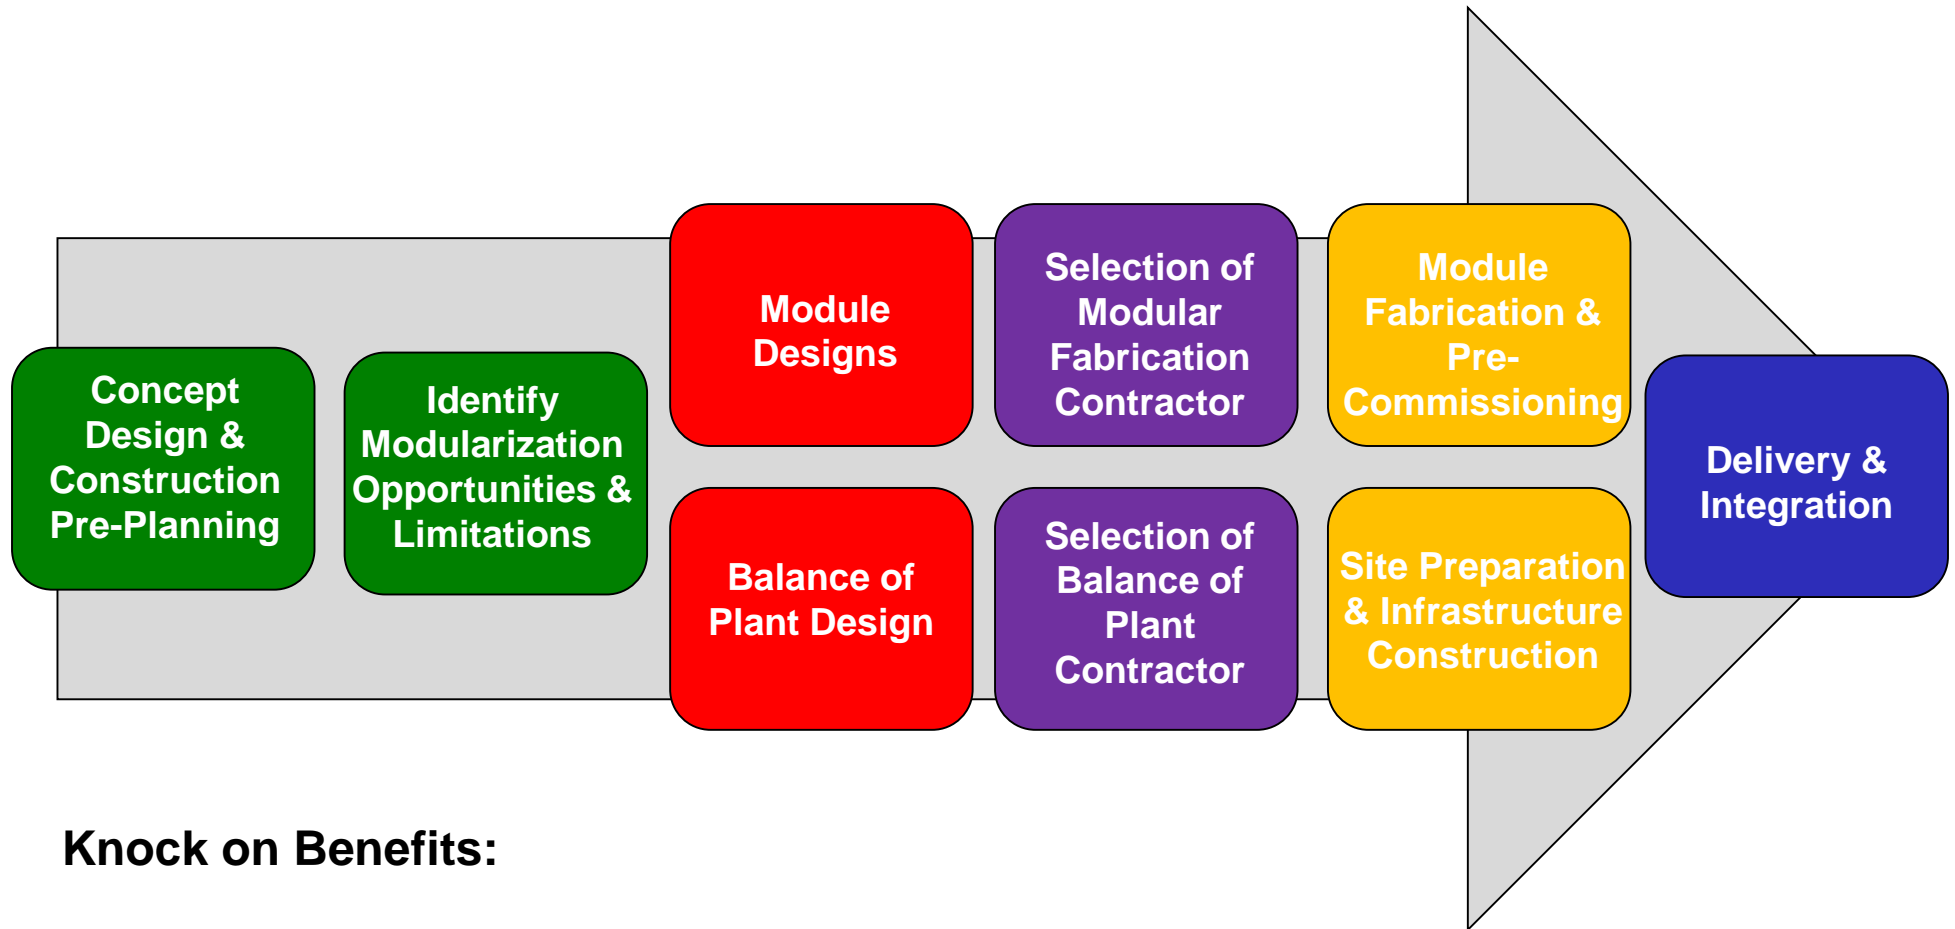 Concept
Design &
Construction
Pre-Planning
Identify
Modularization
Opportunities &
Limitations
Module
Designs
Balance of
Plant Design
Selection of
Modular
Fabrication
Contractor
Selection of
Balance of
Plant
Contractor
Module
Fabrication &
Pre-
Commissioning
Site Preparation
& Infrastructure
Construction
Delivery &
Integration
Knock on Benefits: